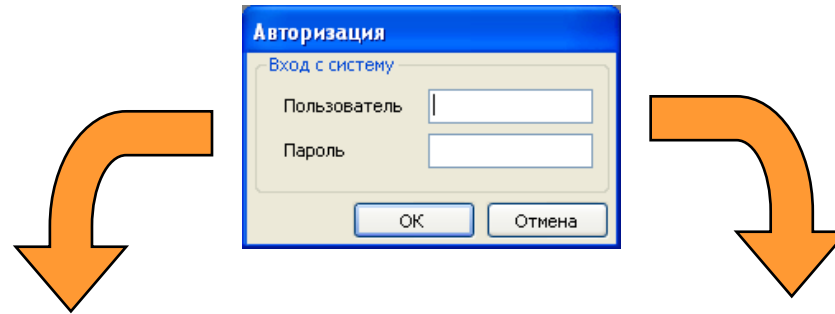 Авторизация
Вход с систему
Пользователь
Пароль
ОК
Отмена